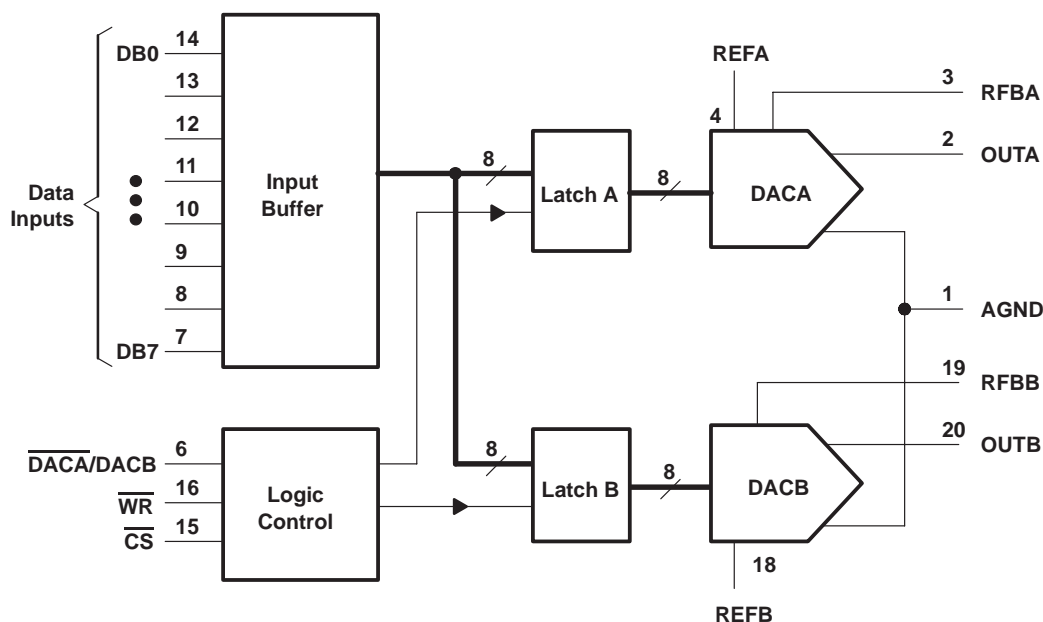 DB0
14
13
12
11
10
9
8
DB7
7
Data
Inputs
Input
Buffer
DACA/DACB
6
WR
16
CS
15
Logic
Control
8
Latch A
8
REFA
4
DACA
3
RFBA
2
OUTA
1
AGND
8
Latch B
8
DACB
19
RFBB
20
OUTB
18
REFB